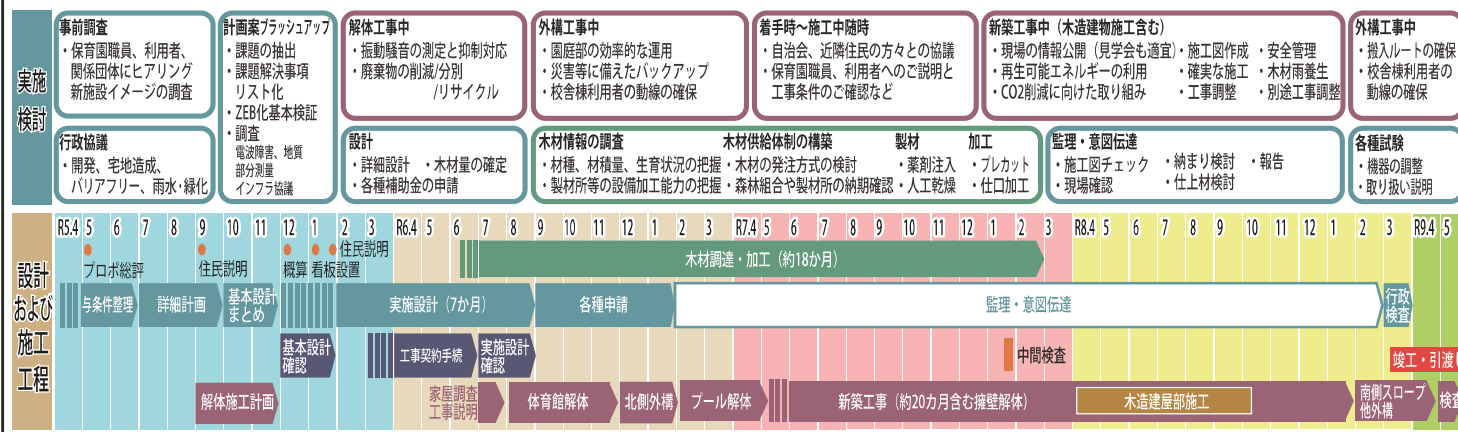 実施
検討
事前調査
・保育園職員、利用者、
関係団体にヒアリング
新施設イメージの調査
行政協議
・開発、宅地造成、
バリアフリー、雨水・緑化
計画案ブラッシュアップ
・課題の抽出
・課題解決事項
リスト化
・ZEB化基本検証
・調査
電波障害、地質
部分測量
インフラ協議
解体工事中
・振動騒音の測定と抑制対応
・廃棄物の削減/分別
/リサイクル
設計
・詳細設計 ・木材量の確定
・各種補助金の申請
外構工事中
・園庭部の効率的な運用
・災害等に備えたバックアップ
・校舎棟利用者の動線の確保
着手時～施工中随時
・自治会、近隣住民の方々との協議
・保育園職員、利用者へのご説明と
工事条件のご確認など
木材情報の調査 木材供給体制の構築 製材 加工
・材種、材積量、生育状況の把握 ・木材の発注方式の検討 ・薬剤注入 ・プレカット
・製材所等の設備加工能力の把握 ・森林組合や製材所の納期確認 ・人工乾燥 ・仕口加工
新築工事中（木造建物施工含む）
・現場の情報公開（見学会も適宜） ・施工図作成 ・安全管理
・再生可能エネルギーの利用 ・確実な施工 ・木材雨養生
・CO2削減に向けた取り組み ・工事調整 ・別途工事調整
監理・意図伝達
・施工図チェック ・納まり検討 ・報告
・現場確認 ・仕上材検討
外構工事中
・搬入ルートの確保
・校舎棟利用者の
動線の確保
各種試験
・機器の調整
・取り扱い説明
設計
および
施工
工程
R5.4 5 6 7 8 9 10 11 12 1 2 3 R6.4 5 6 7 8 9 10 11 12 1 2 3 R7.4 5 6 7 8 9 10 11 12 1 2 3 R8.4 5 6 7 8 9 10 11 12 1 2 3 R9.4 5
プロポ総評 住民説明 概算 看板設置 住民説明
木材調達・加工（約18か月）
与条件整理 詳細計画 基本設計
まとめ
実施設計（7か月） 各種申請 監理・意図伝達 行政
検査
基本設計
確認
工事契約手続 実施設計
確認
中間検査
竣工・引渡し
解体施工計画
家屋調査
工事説明
体育館解体 北側外構 プール解体 新築工事（約20カ月含む擁壁解体） 木造建屋部施工 南側スロープ
他外構
検査